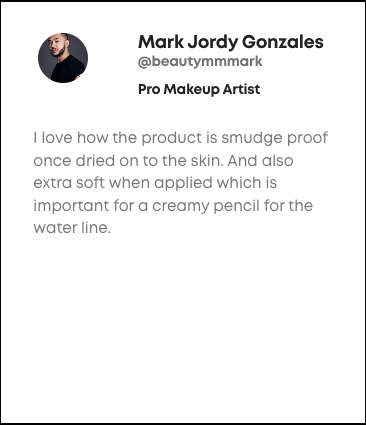 Mark Jordy Gonzales
@beautymmmark
Pro Makeup Artist
I love how the product is smudge proof
once dried on to the skin. And also
extra soft when applied which is
important for a creamy pencil for the
water line.